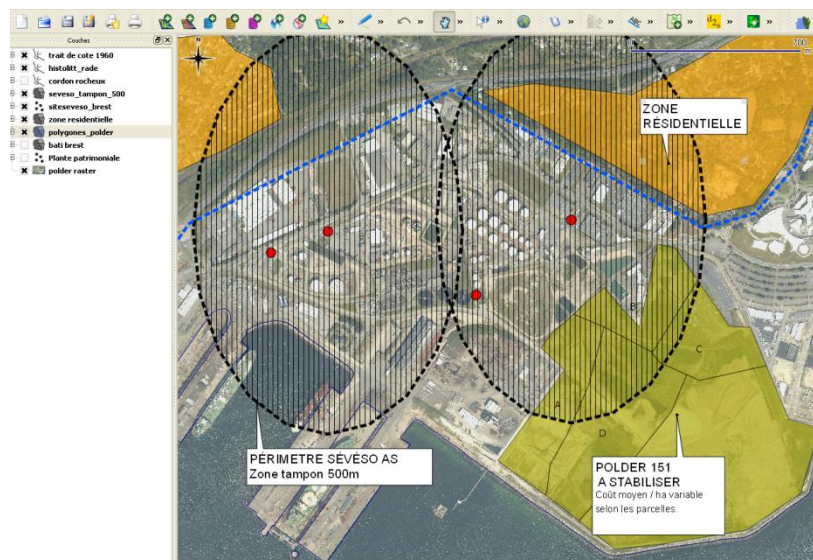 Couches
trait de cote 1960
histolitt_rade
cordon rocheux
seveso_tampon_500
siteseveso_brest
zone residentielle
polygones_polder
bati brest
Plante patrimoniale
polder raster
700
m
ZONE
RÉSIDENTIELLE
B
C
A
D
PÉRIMETRE SÉVÉSO AS
Zone tampon 500m
POLDER 151
A STABILISER
Coût moyen / ha variable
selon les parcelles.